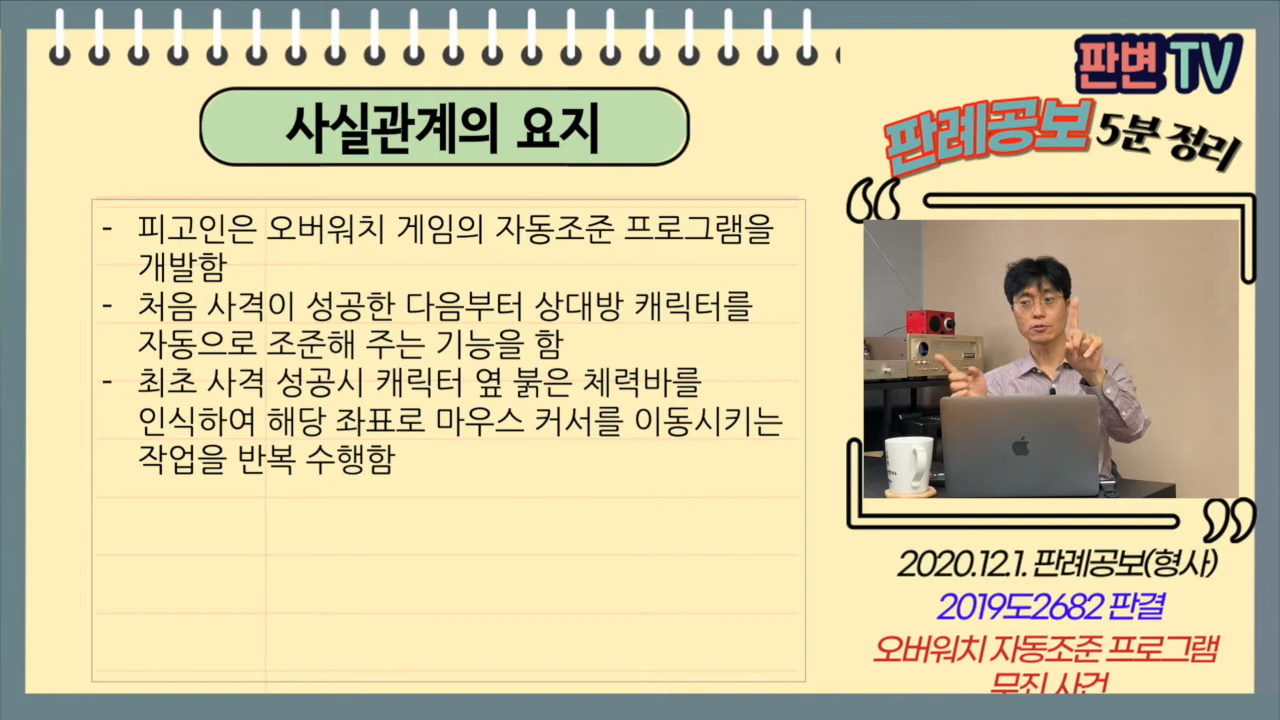 판변 TV
판례공보 5분 정리
사실관계의 요지
- 피고인은 오버워치 게임의 자동조준 프로그램을
개발함
- 처음 사격이 성공한 다음부터 상대방 캐릭터를
자동으로 조준해 주는 기능을 함
- 최초 사격 성공시 캐릭터 옆 붉은 체력바를
인식하여 해당 좌표로 마우스 커서를 이동시키는
작업을 반복 수행함
2020.12.1. 판례공보(형사)
2019도2682 판결
오버워치 자동조준 프로그램
무죄 사건